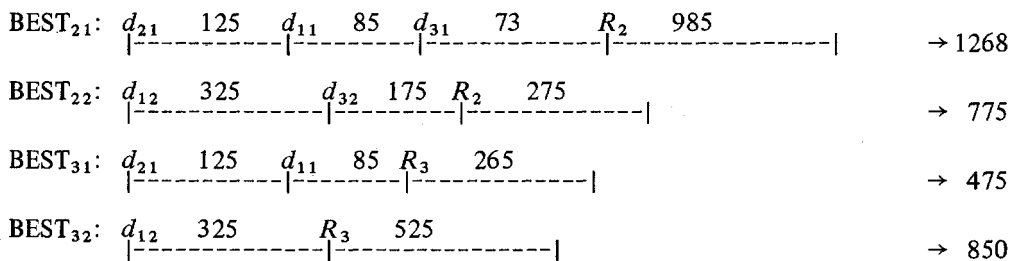 BEST₂₁: d₂₁ 125 d₁₁ 85 d₃₁ 73 R₂ 985 → 1268
BEST₂₂: d₁₂ 325 d₃₂ 175 R₂ 275 → 775
BEST₃₁: d₂₁ 125 d₁₁ 85 R₃ 265 → 475
BEST₃₂: d₁₂ 325 R₃ 525 → 850